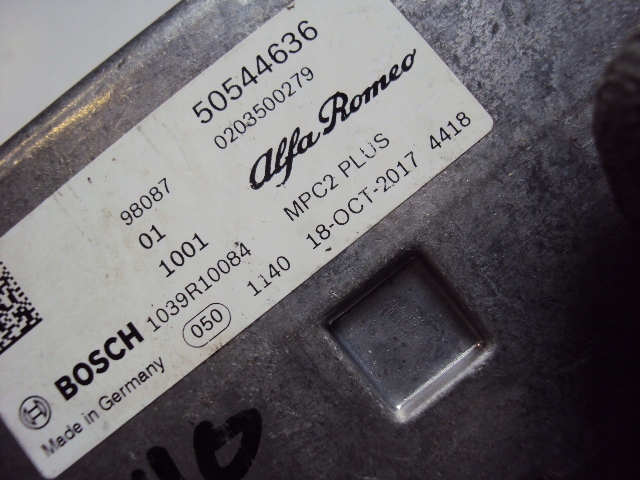 50544636
0203500279
Alfa Romeo
98087
01
1001
MPC2 PLUS
1039R10084
050 1140 18-OCT-2017 4418
BOSCH
Made in Germany